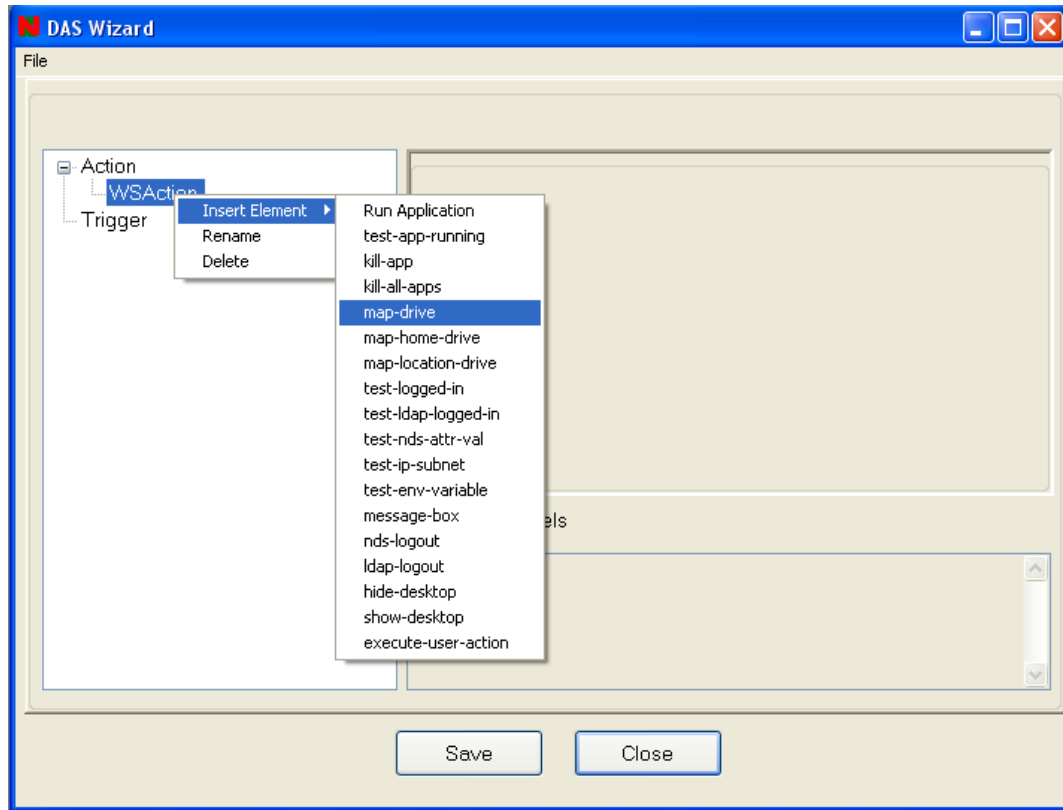 DAS Wizard
File
Action
WSAction
Trigger
Insert Element
Rename
Delete
Run Application
test-app-running
kill-app
kill-all-apps
map-drive
map-home-drive
map-location-drive
test-logged-in
test-ldap-logged-in
test-nds-attr-val
test-ip-subnet
test-env-variable
message-box
nds-logout
ldap-logout
hide-desktop
show-desktop
execute-user-action
els
Save
Close